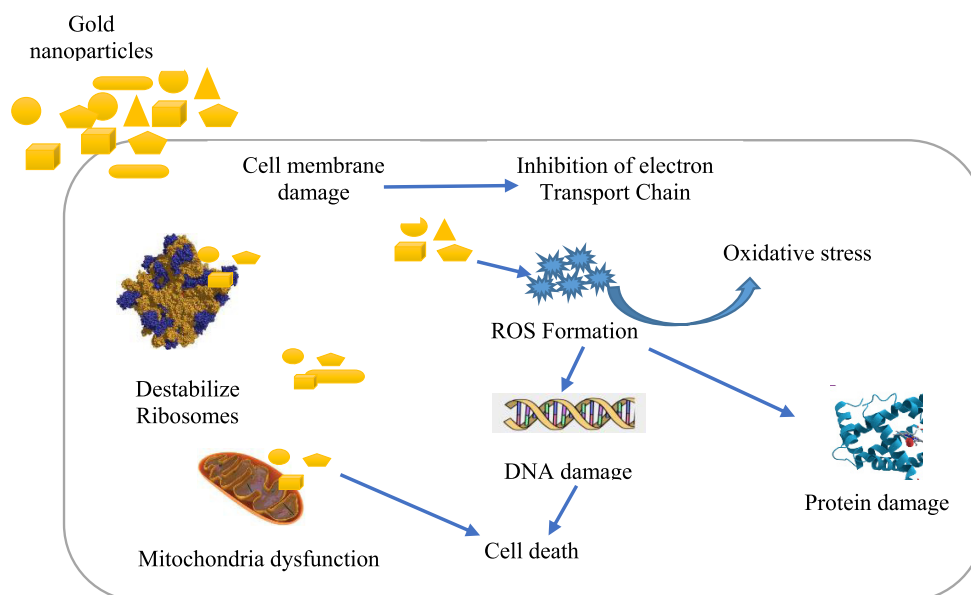 Gold
nanoparticles
Cell membrane
damage
Inhibition of electron
Transport Chain
Oxidative stress
ROS Formation
Destabilize
Ribosomes
DNA damage
Protein damage
Mitochondria dysfunction
Cell death